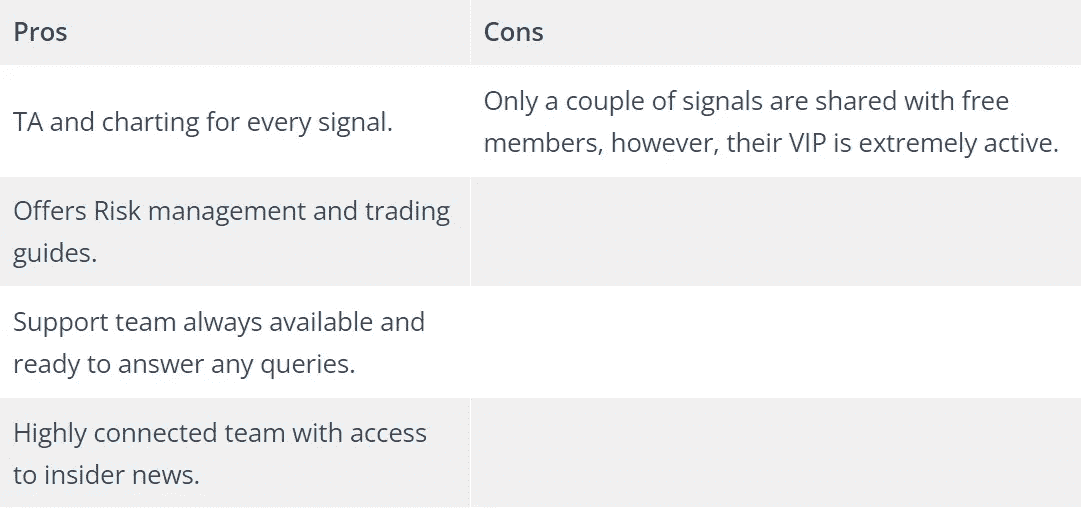 Pros
Cons
TA and charting for every signal.
Only a couple of signals are shared with free
members, however, their VIP is extremely active.
Offers Risk management and trading
guides.
Support team always available and
ready to answer any queries.
Highly connected team with access
to insider news.